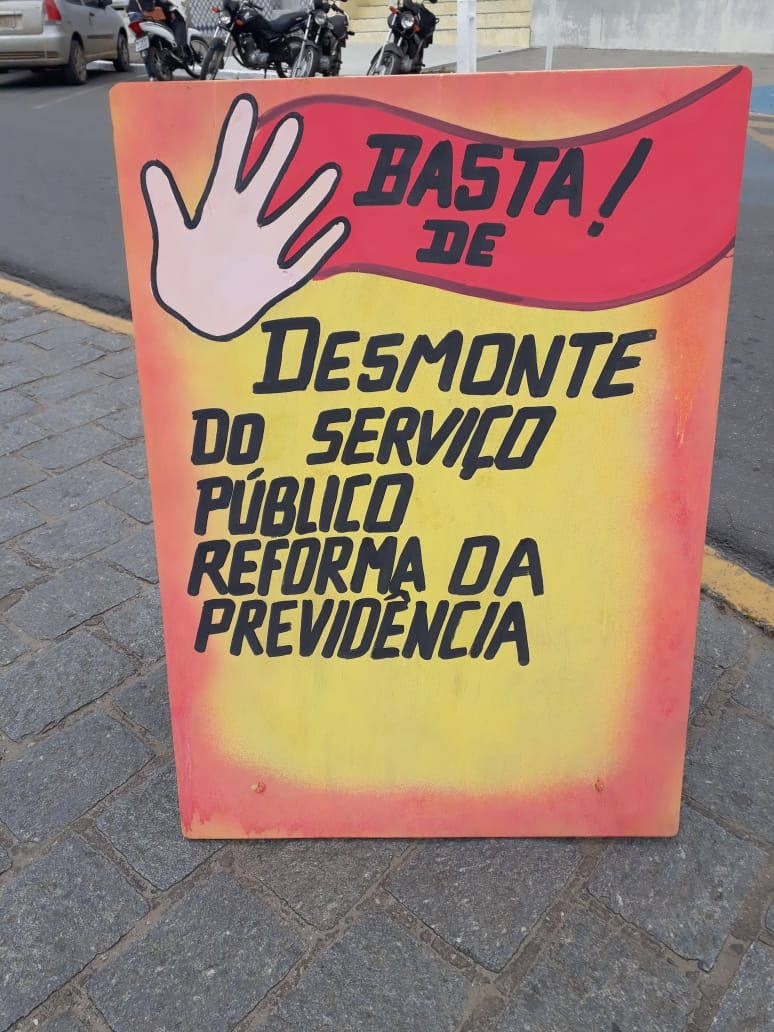 BASTA!
DE
DESMONTE
DO SERVIÇO
PÚBLICO
REFORMA DA
PREVIDÊNCIA